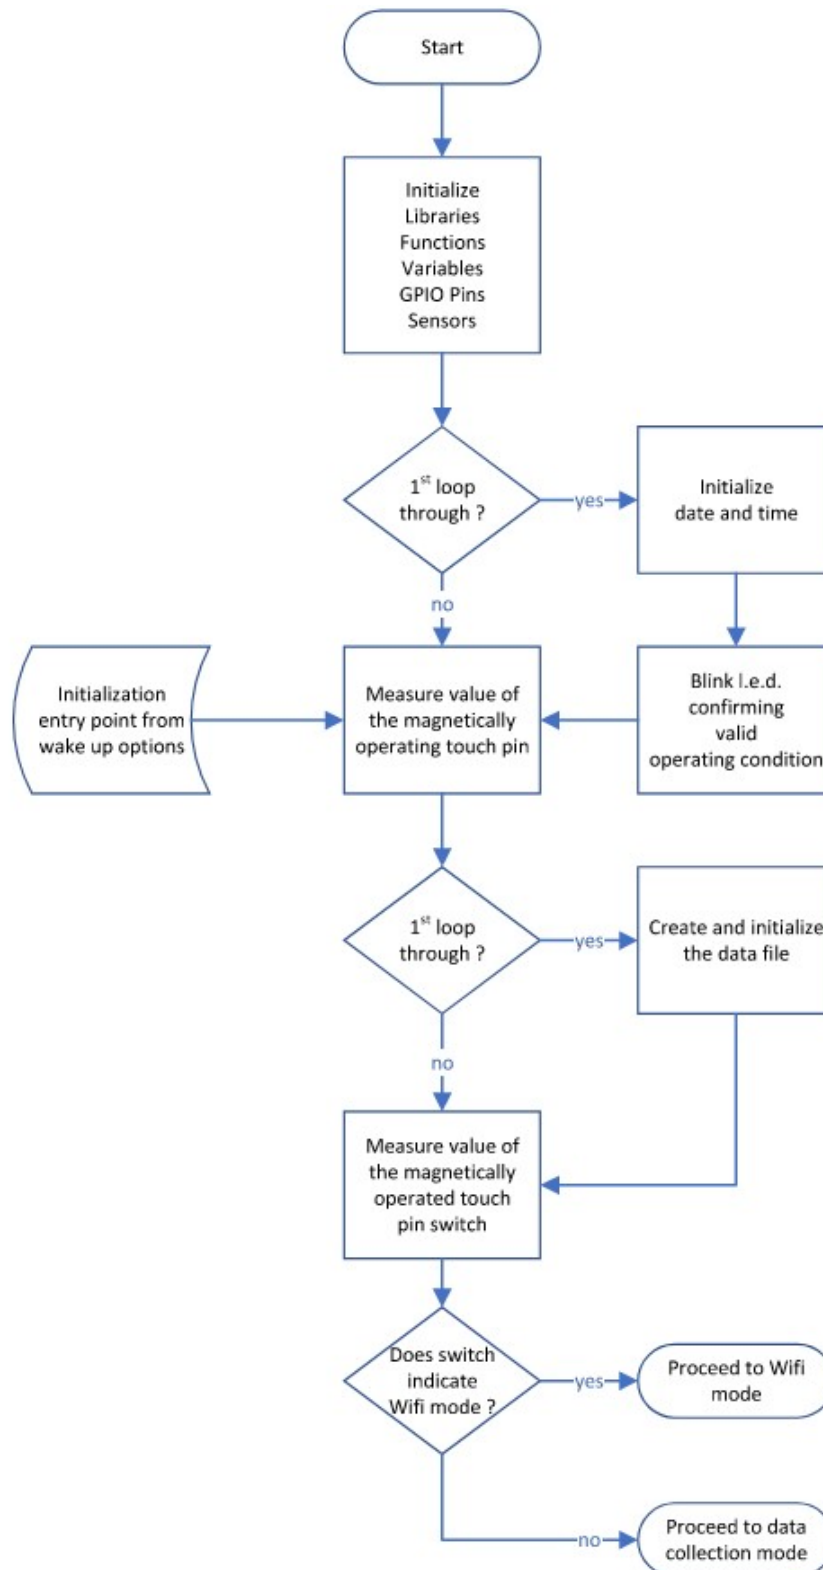 Start
Initialize
Libraries
Functions
Variables
GPIO Pins
Sensors
1st loop
through ?
yes
Initialize
date and time
no
Initialization
entry point from
wake up options
Measure value of
the magnetically
operating touch pin
Blink l.e.d.
confirming
valid
operating condition
1st loop
through ?
yes
Create and initialize
the data file
no
Measure value of
the magnetically
operated touch
pin switch
Does switch
indicate
Wifi mode ?
yes
Proceed to Wifi
mode
no
Proceed to data
collection mode